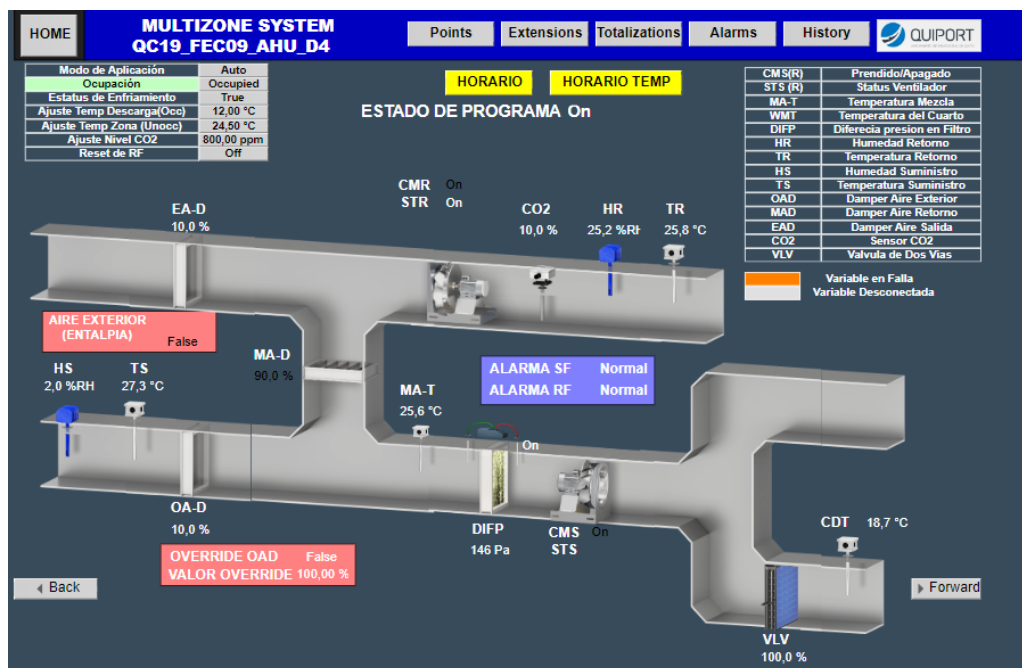 HOME
MULTIZONE SYSTEM
QC19_FEC09_AHU_D4
Points
Extensions
Totalizations
Alarms
History
QUIPORT
Modo de Aplicación Auto
Ocupación Occupied
Estatus de Enfriamiento True
Ajuste Temp Descarga(Occ) 12,00 °C
Ajuste Temp Zona (Unocc) 24,50 °C
Ajuste Nivel CO2 800,00 ppm
Reset de RF Off
HORARIO
HORARIO TEMP
ESTADO DE PROGRAMA On
CMS(R) Prendido/Apagado
STS (R) Status Ventilador
MA-T Temperatura Mezcla
WMT Temperatura del Cuarto
DIFP Diferecia presion en Filtro
HR Humedad Retorno
TR Temperatura Retorno
HS Humedad Suministro
TS Temperatura Suministro
OAD Damper Aire Exterior
MAD Damper Aire Retorno
EAD Damper Aire Salida
CO2 Sensor CO2
VLV Valvula de Dos Vias
Variable en Falla
Variable Desconectada
CMR On
STR On
EA-D
10,0 %
CO2
10,0 %
HR
25,2 %RH
TR
25,8 °C
AIRE EXTERIOR
(ENTALPIA) False
HS
2,0 %RH
TS
27,3 °C
MA-D
90,0 %
MA-T
25,6 °C
ALARMA SF Normal
ALARMA RF Normal
On
OA-D
10,0 %
DIFP
146 Pa
CMS On
STS
CDT 18,7 °C
OVERRIDE OAD False
VALOR OVERRIDE 100,00 %
Back
Forward
VLV
100,0 %